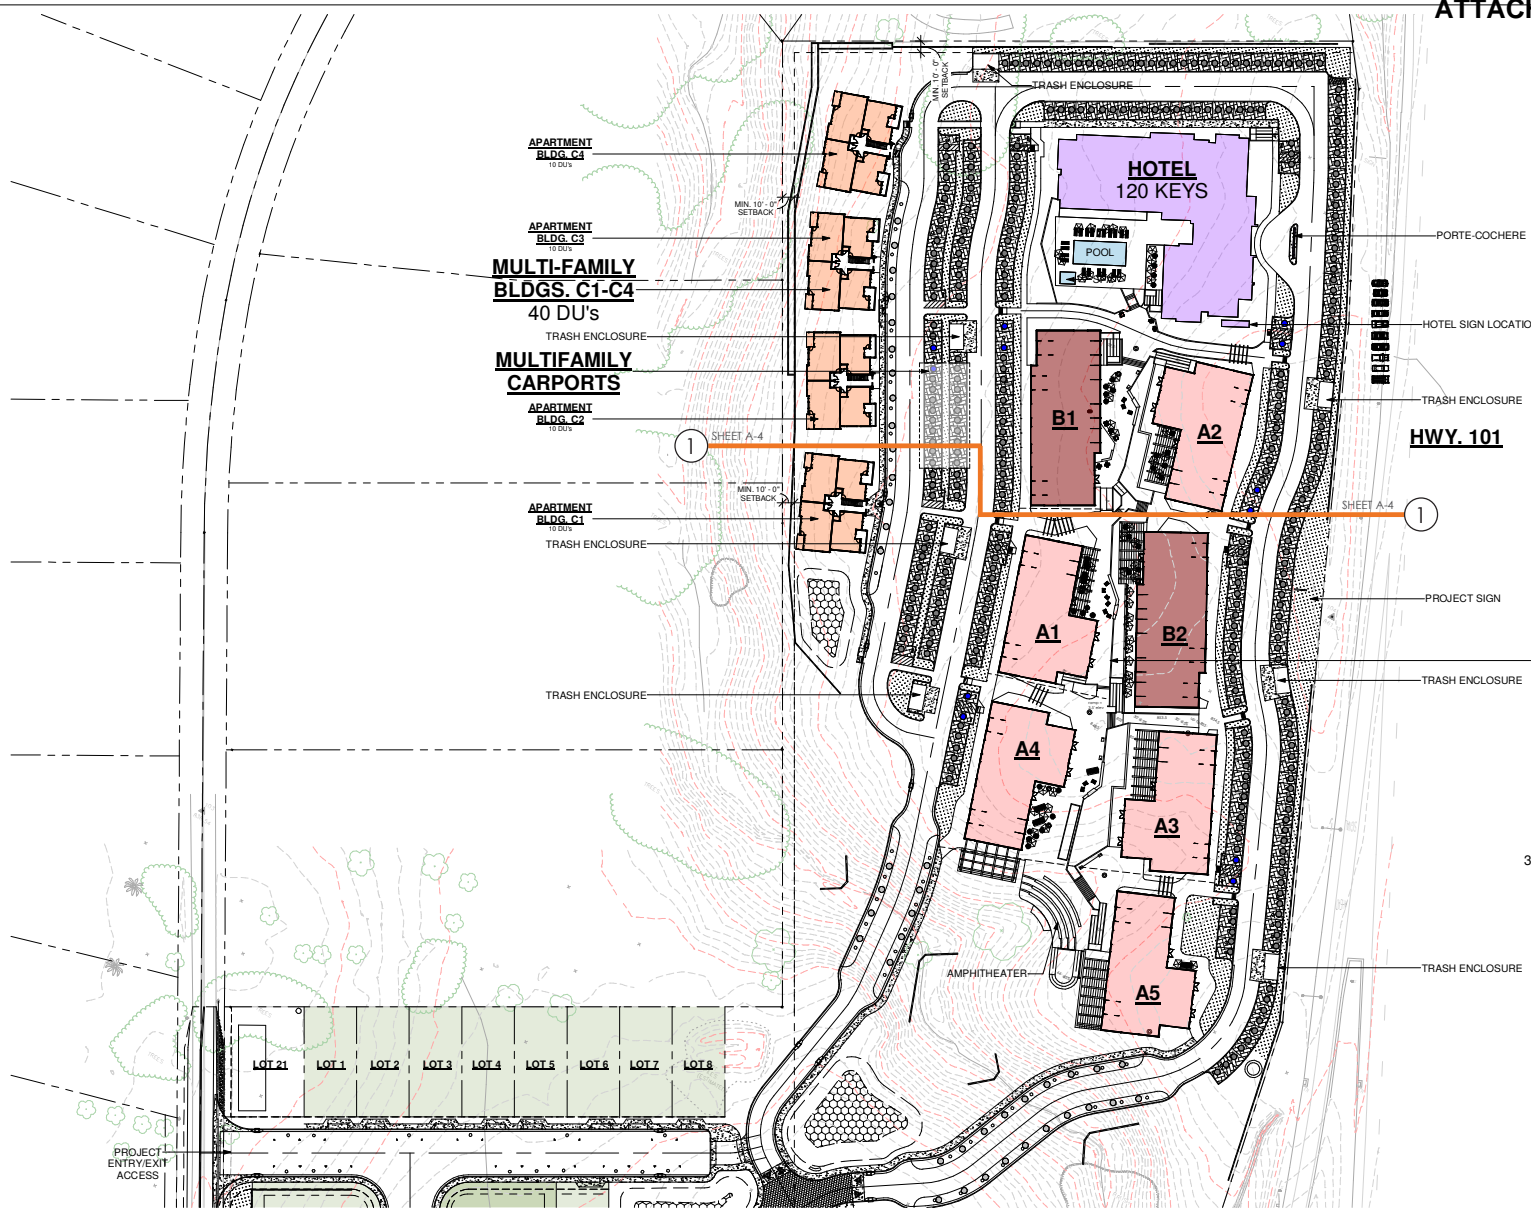 ATTACH
TRASH ENCLOSURE
MIN. 10' - 0"
SETBACK
APARTMENT
BLDG. C4
10 DU's
HOTEL
120 KEYS
MIN. 10' - 0"
SETBACK
APARTMENT
BLDG. C3
10 DU's
PORTE-COCHERE
POOL
SPA
MULTI-FAMILY
BLDGS. C1-C4
40 DU's
HOTEL SIGN LOCATIO
TRASH ENCLOSURE
MULTIFAMILY
CARPORTS
APARTMENT
BLDG. C2
10 DU's
TRASH ENCLOSURE
B1
A2
HWY. 101
1
SHEET A-4
MIN. 10' - 0"
SETBACK
SHEET A-4
1
APARTMENT
BLDG. C1
10 DU's
TRASH ENCLOSURE
PROJECT SIGN
A1
B2
TRASH ENCLOSURE
TRASH ENCLOSURE
A4
A3
3
AMPHITHEATER
TRASH ENCLOSURE
A5
LOT 21
LOT 1
LOT 2
LOT 3
LOT 4
LOT 5
LOT 6
LOT 7
LOT 8
PROJECT
ENTRY/EXIT
ACCESS